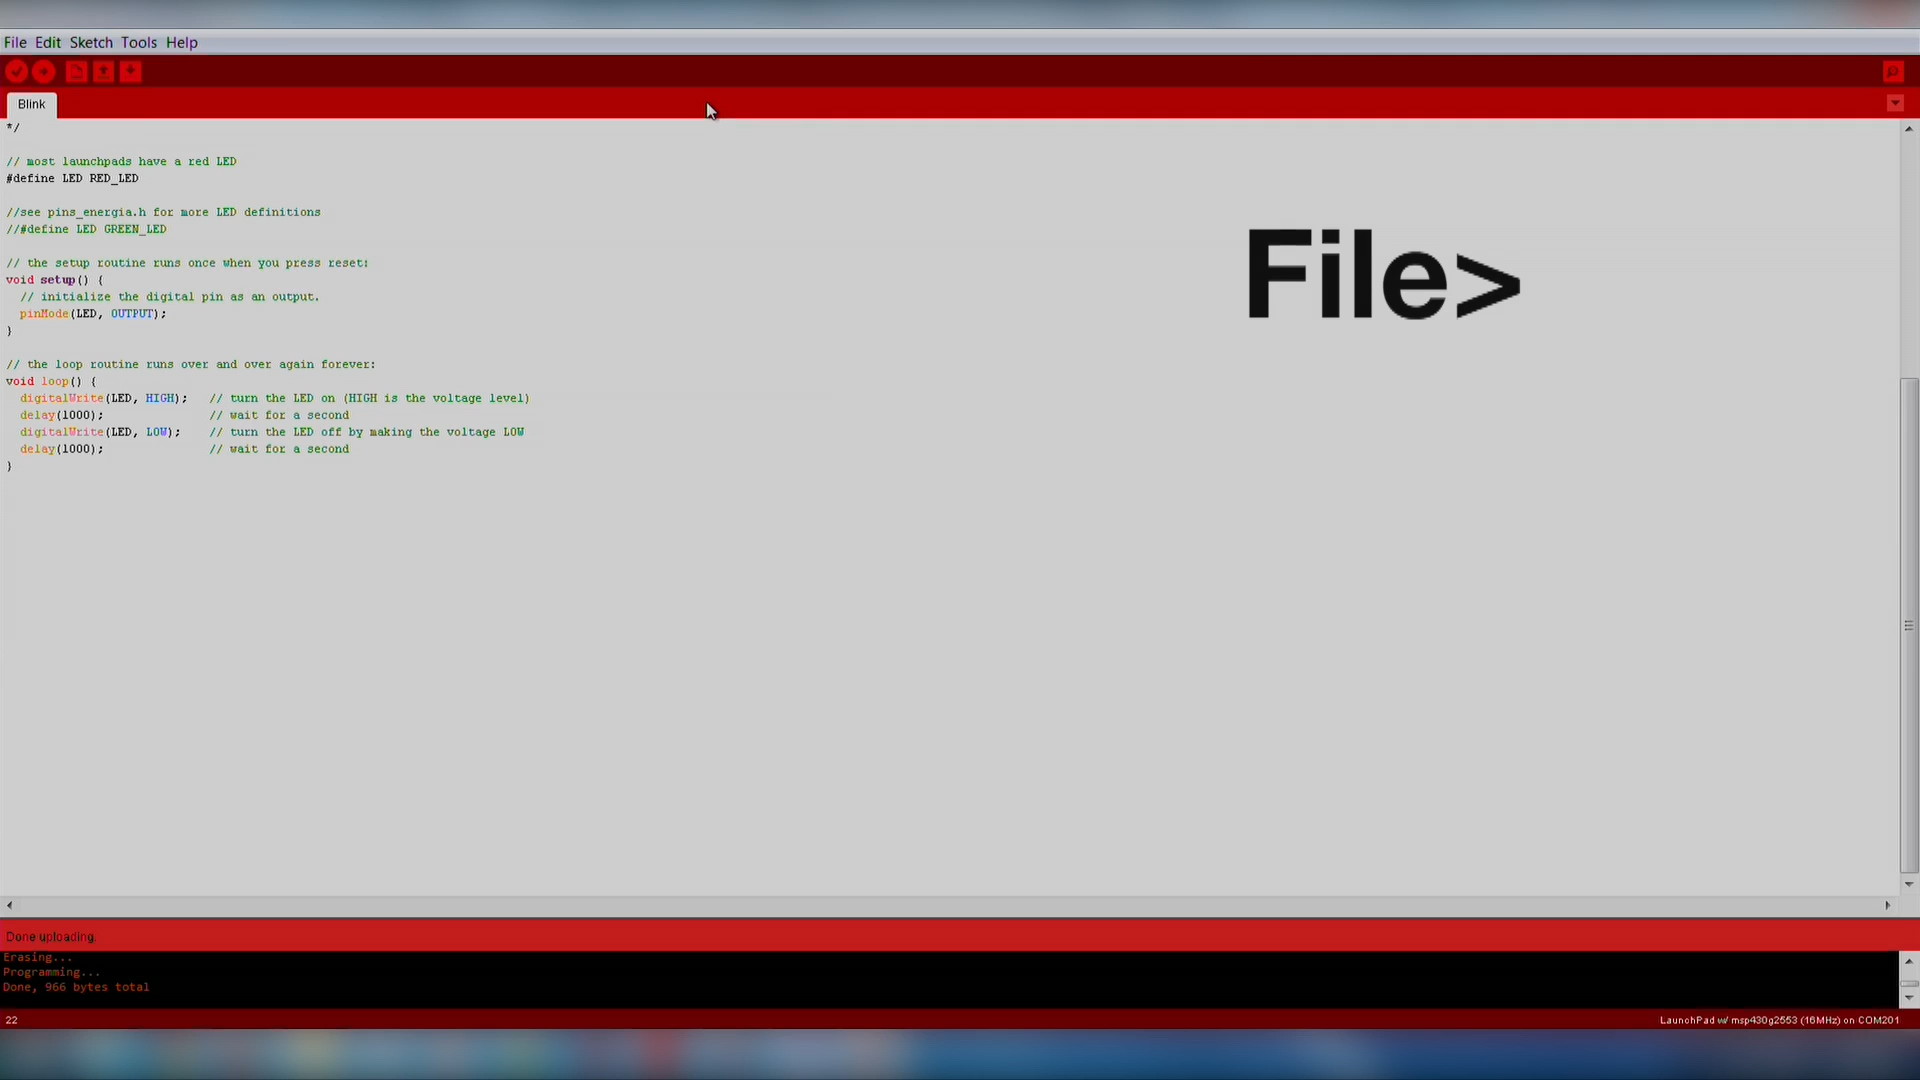 File Edit Sketch Tools Help
Blink
*/
// most launchpads have a red LED
#define LED RED_LED
//see pins_energia.h for more LED definitions
//#define LED GREEN_LED
// the setup routine runs once when you press reset:
void setup() {
  // initialize the digital pin as an output.
  pinMode(LED, OUTPUT);
}
// the loop routine runs over and over again forever:
void loop() {
  digitalWrite(LED, HIGH);   // turn the LED on (HIGH is the voltage level)
  delay(1000);               // wait for a second
  digitalWrite(LED, LOW);    // turn the LED off by making the voltage LOW
  delay(1000);               // wait for a second
}
File>
Done uploading.
Erasing...
Programming...
Done, 966 bytes total
22
LaunchPad w/ msp430g2553 (16MHz) on COM201